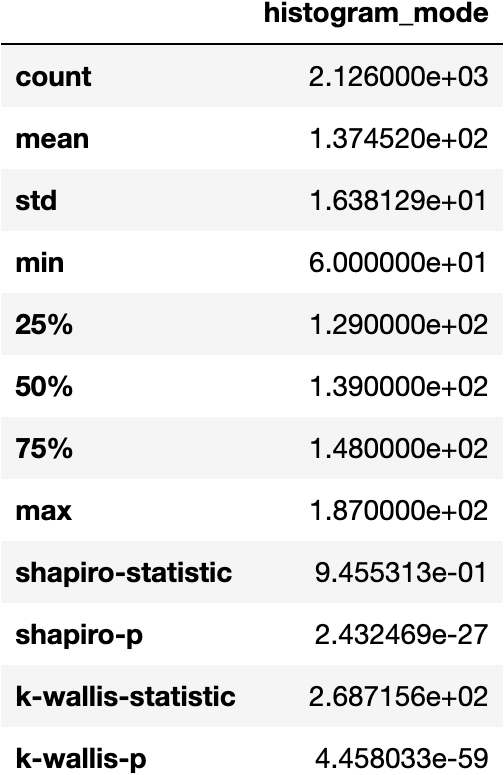 histogram_mode
count 2.126000e+03
mean 1.374520e+02
std 1.638129e+01
min 6.000000e+01
25% 1.290000e+02
50% 1.390000e+02
75% 1.480000e+02
max 1.870000e+02
shapiro-statistic 9.455313e-01
shapiro-p 2.432469e-27
k-wallis-statistic 2.687156e+02
k-wallis-p 4.458033e-59